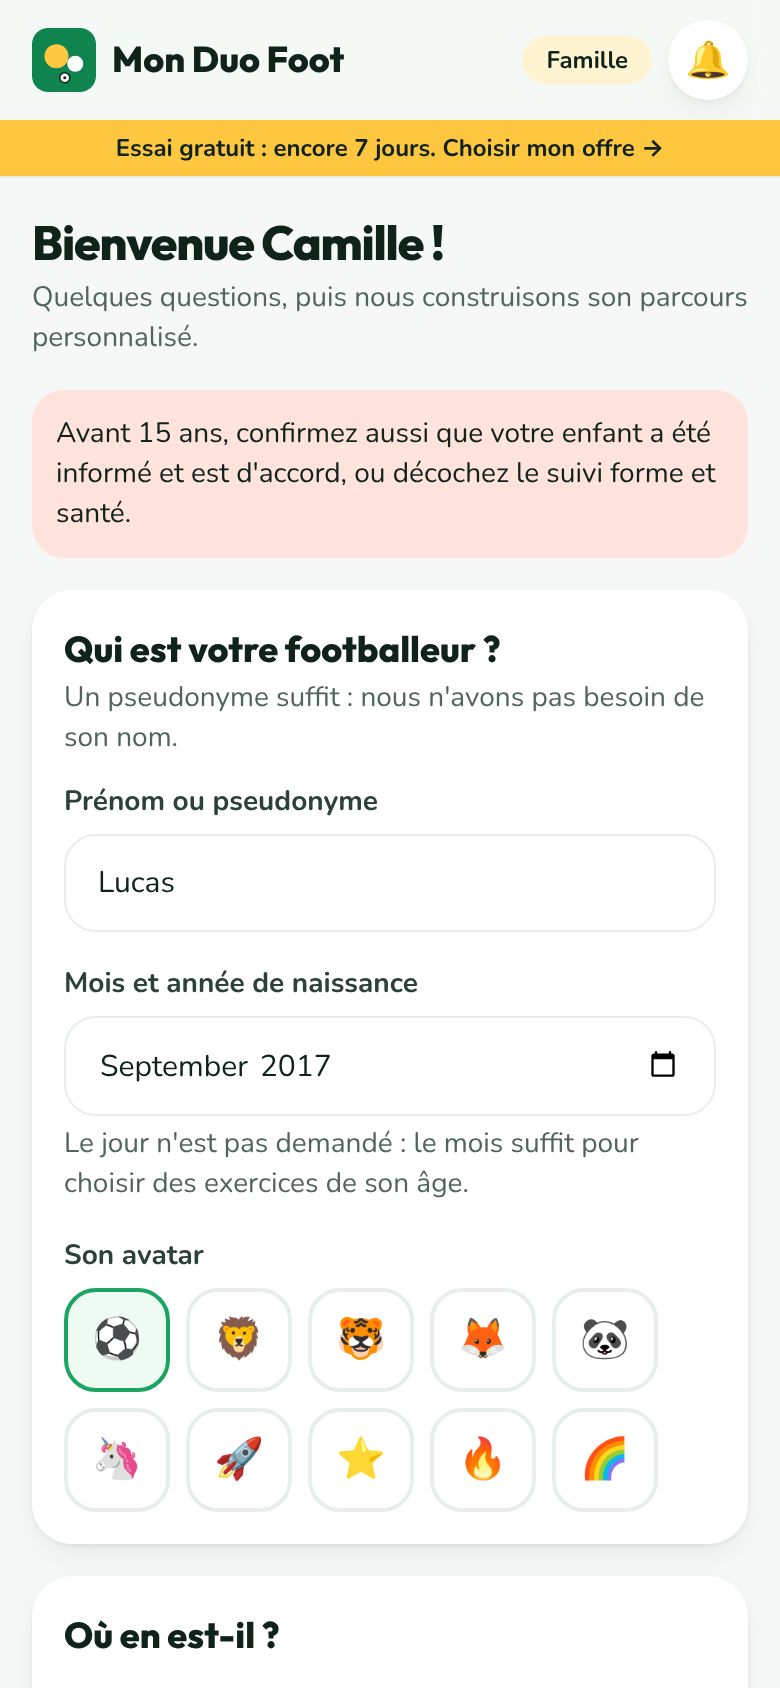 Mon Duo Foot
Famille
Essai gratuit : encore 7 jours. Choisir mon offre →
Bienvenue Camille !
Quelques questions, puis nous construisons son parcours
personnalisé.
Avant 15 ans, confirmez aussi que votre enfant a été
informé et est d'accord, ou décochez le suivi forme et
santé.
Qui est votre footballeur ?
Un pseudonyme suffit : nous n'avons pas besoin de
son nom.
Prénom ou pseudonyme
Lucas
Mois et année de naissance
September 2017
Le jour n'est pas demandé : le mois suffit pour
choisir des exercices de son âge.
Son avatar
Où en est-il ?